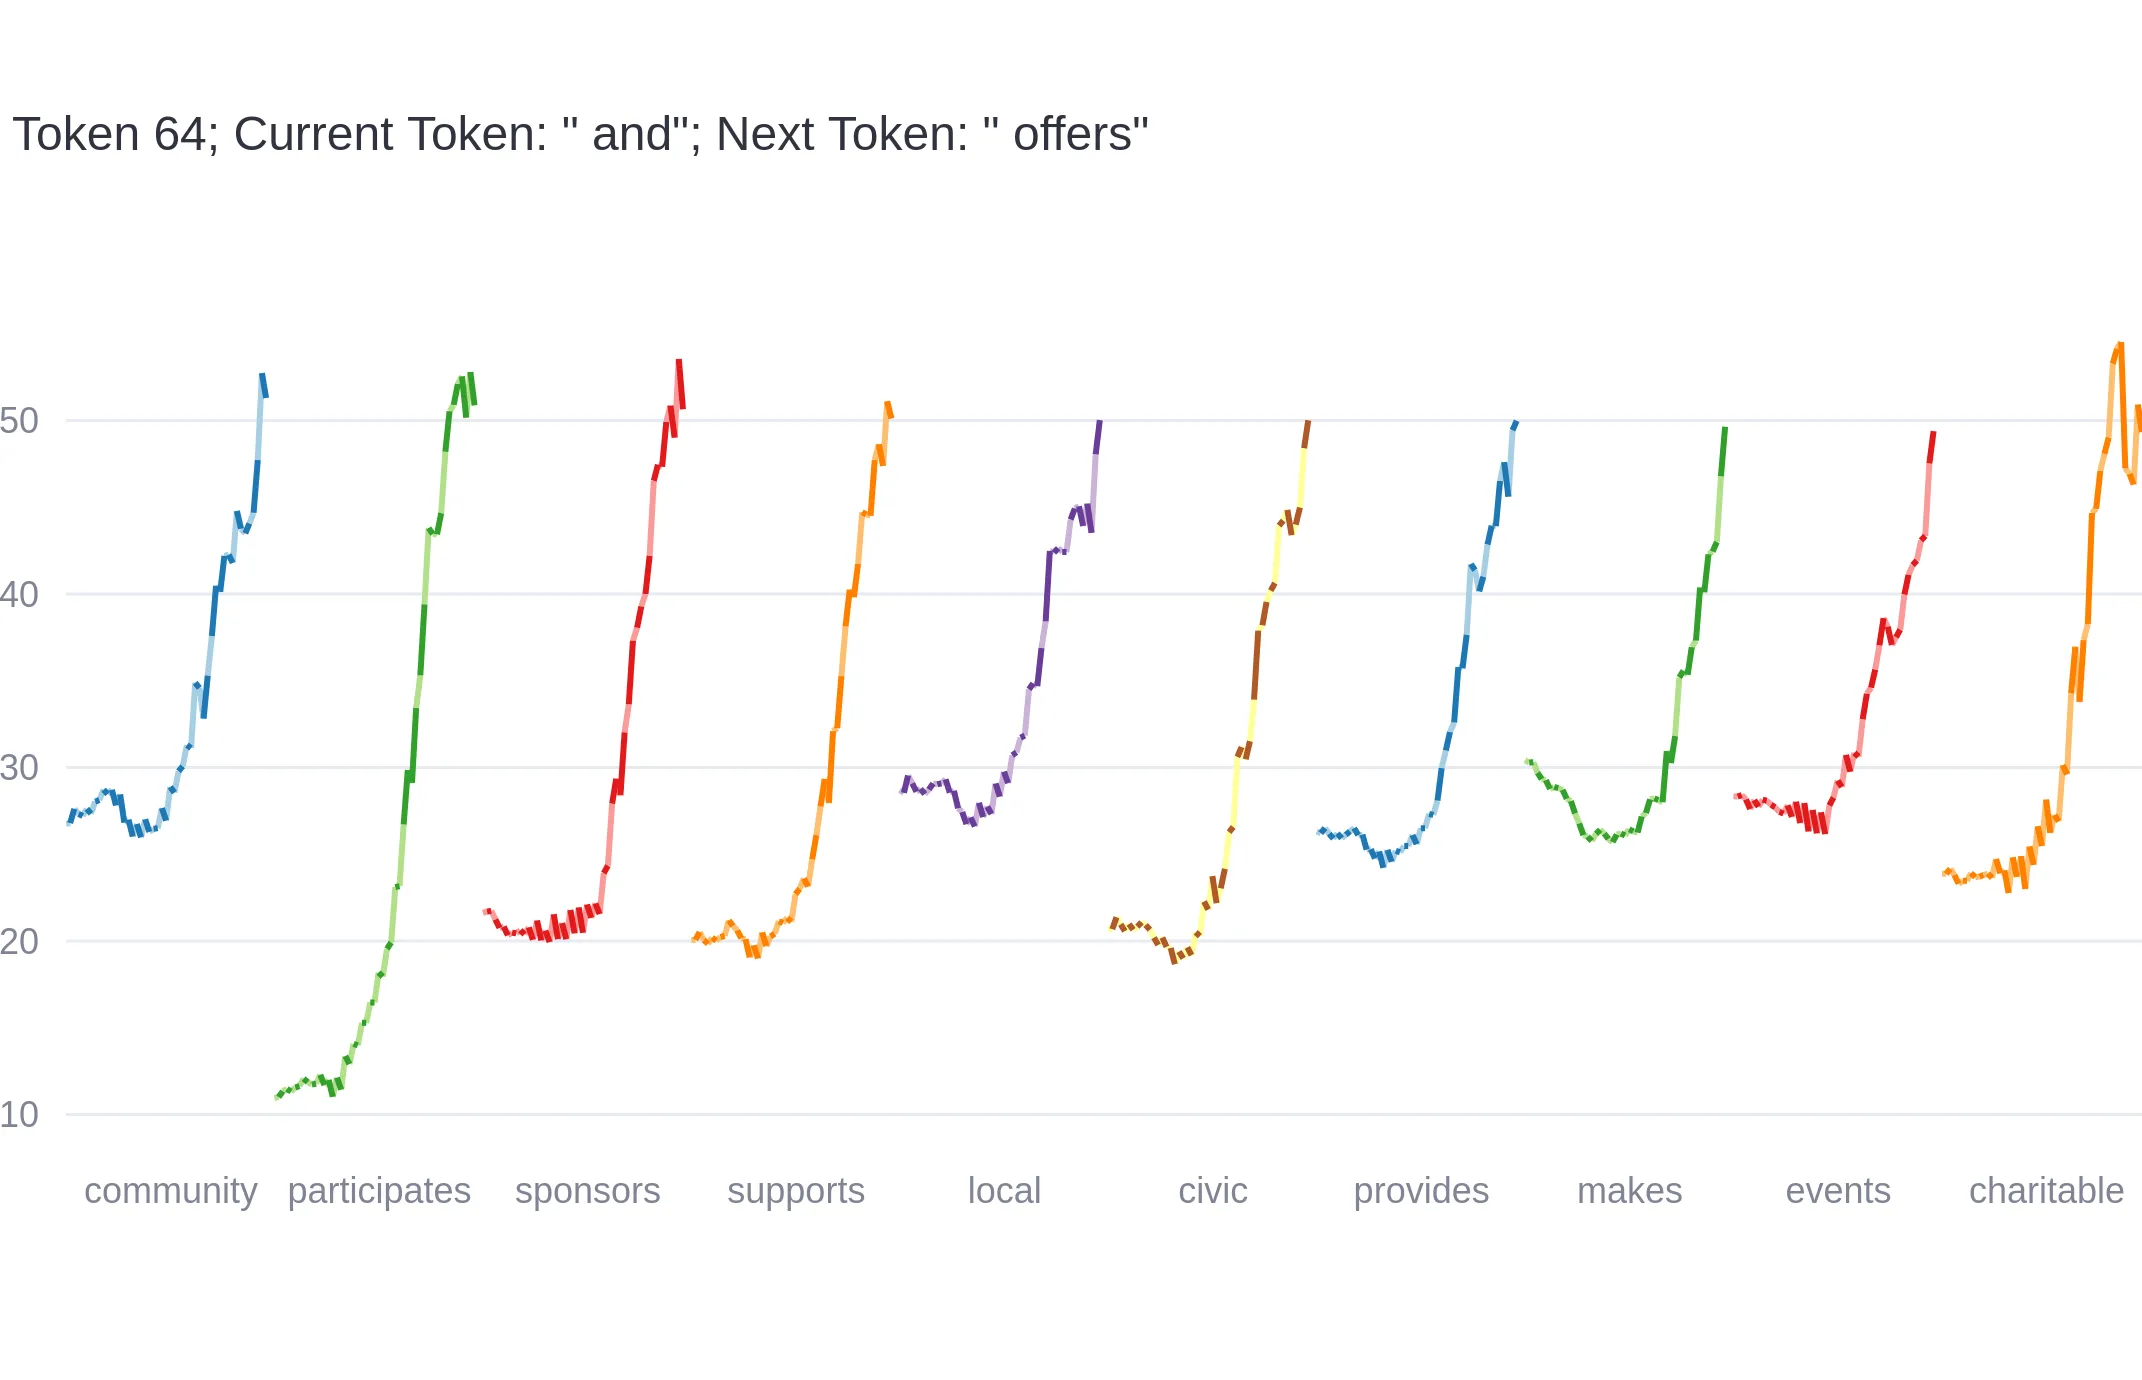 Token 64; Current Token: " and"; Next Token: " offers"
50
40
30
20
10
community participates sponsors supports local civic provides makes events charitable